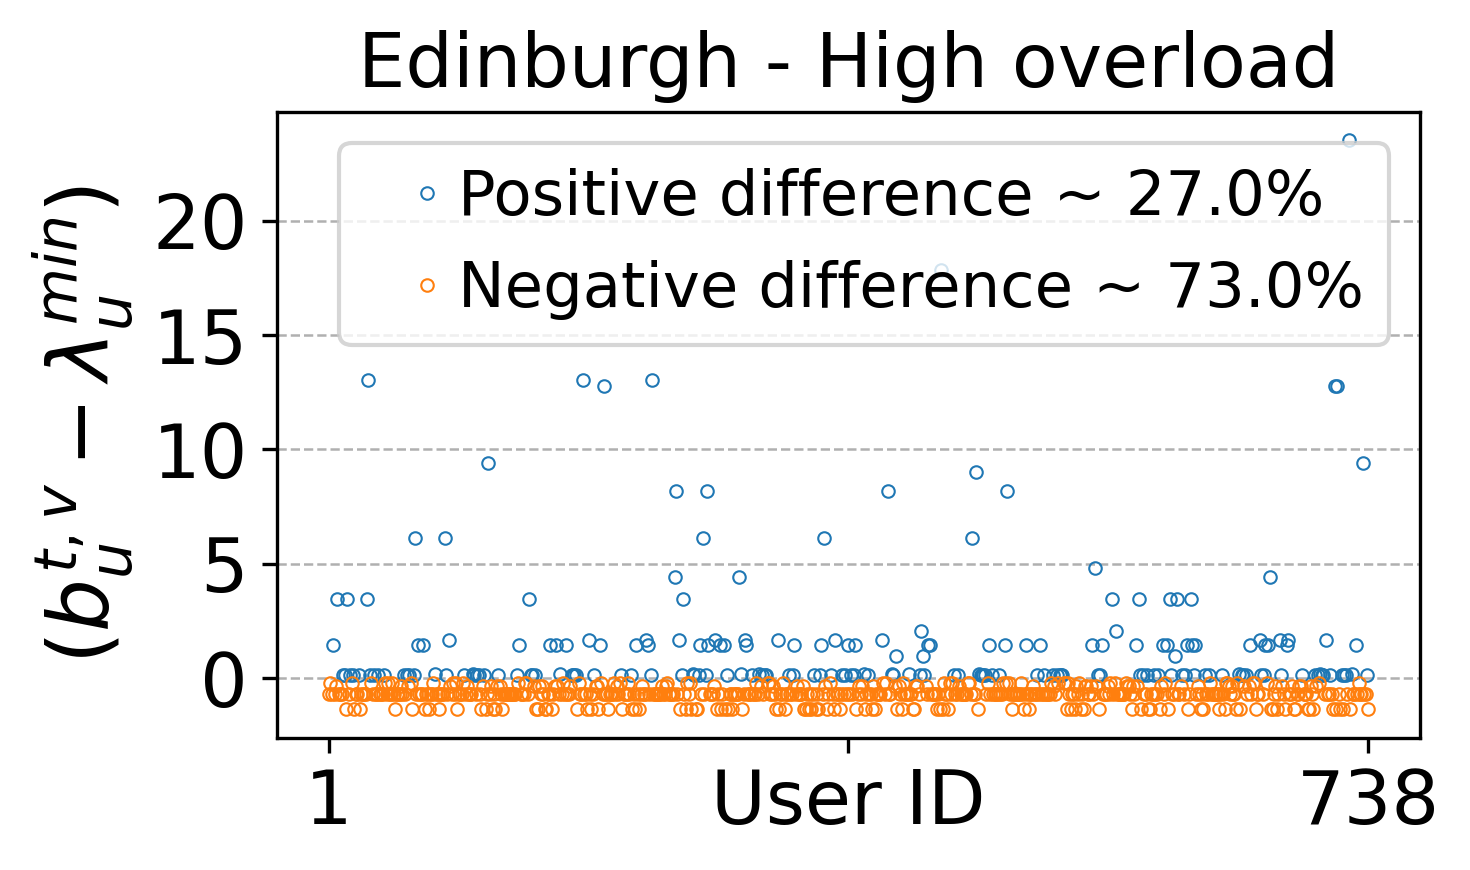 Edinburgh - High overload
Positive difference ~ 27.0%
Negative difference ~ 73.0%
(b_u^{t,v} − λ_u^{min})
20
15
10
5
0
1
User ID
738